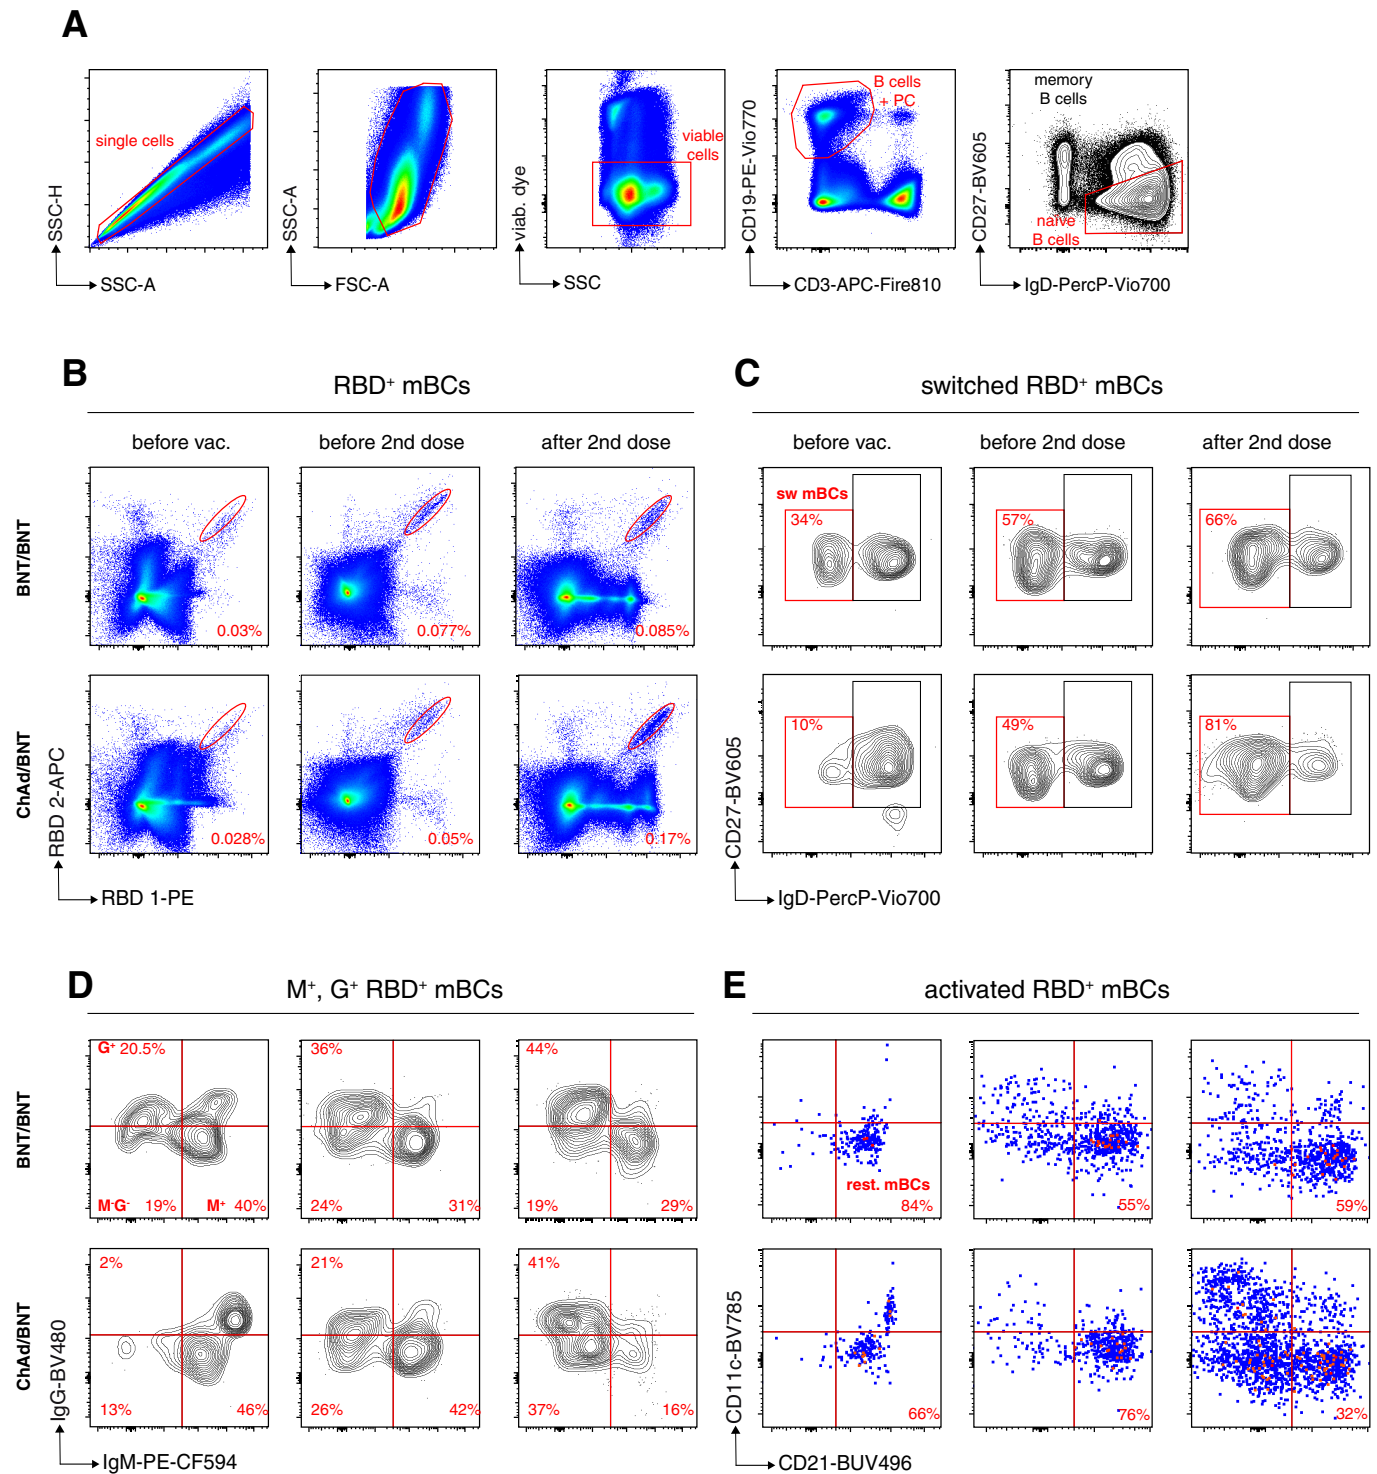 A
single cells
SSC-H
SSC-A
SSC-A
FSC-A
viable
cells
viab. dye
SSC
B cells
+ PC
CD19-PE-Vio770
CD3-APC-Fire810
memory
B cells
naive
B cells
CD27-BV605
IgD-PercP-Vio700
B
RBD+ mBCs
before vac.
before 2nd dose
after 2nd dose
BNT/BNT
0.03%
0.077%
0.085%
ChAd/BNT
0.028%
0.05%
0.17%
RBD 2-APC
RBD 1-PE
C
switched RBD+ mBCs
before vac.
before 2nd dose
after 2nd dose
sw mBCs
34%
57%
66%
10%
49%
81%
CD27-BV605
IgD-PercP-Vio700
D
M+, G+ RBD+ mBCs
BNT/BNT
G+ 20.5%
36%
44%
M-G- 19% M+ 40%
24% 31%
19% 29%
ChAd/BNT
2%
21%
41%
13% 46%
26% 42%
37% 16%
IgG-BV480
IgM-PE-CF594
E
activated RBD+ mBCs
rest. mBCs
84%
55%
59%
66%
76%
32%
CD11c-BV785
CD21-BUV496